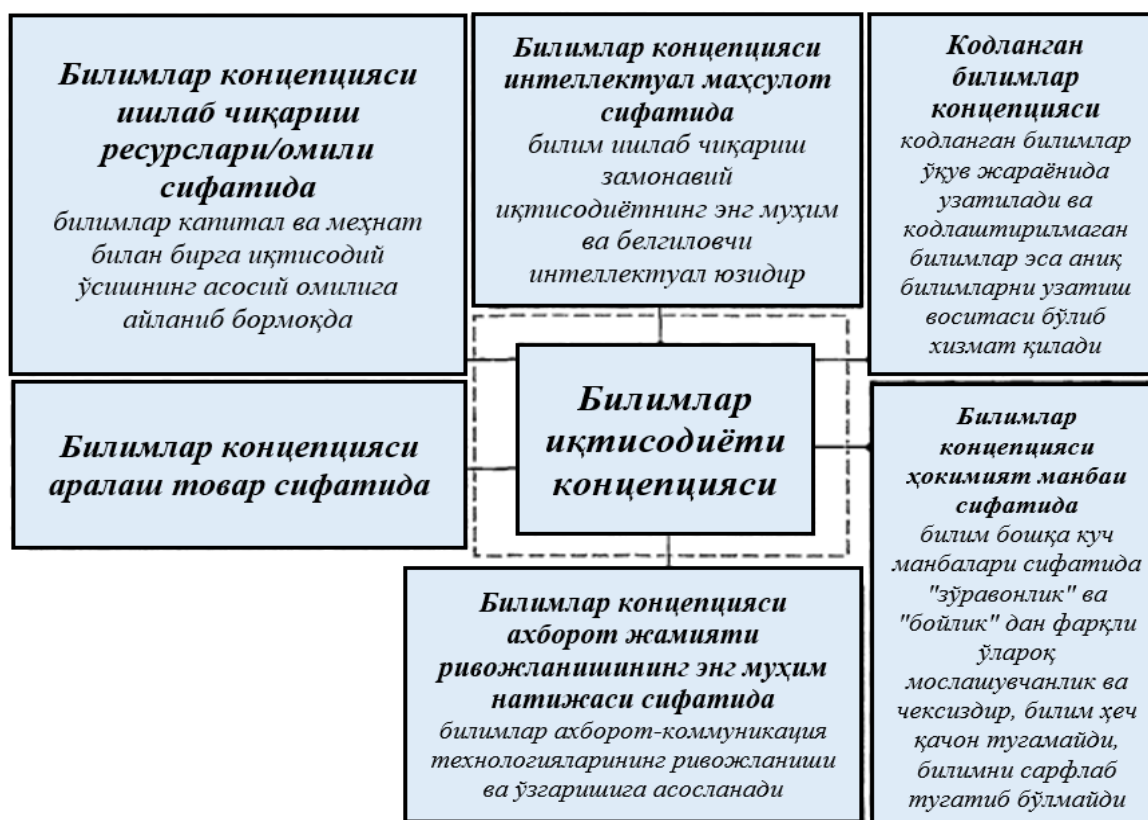 Билимлар концепцияси
ишлаб чиқариш
ресурслари/омили
сифатида
билимлар капитал ва меҳнат
билан бирга иқтисодий
ўсишнинг асосий омилига
айланиб бормоқда
Билимлар концепцияси
интеллектуал маҳсулот
сифатида
билим ишлаб чиқариш
замонавий
иқтисодиётнинг энг муҳим
ва белгиловчи
интеллектуал юзидир
Кодланган
билимлар
концепцияси
кодланган билимлар
ўқув жараёнида
узатилади ва
кодлаштирилмаган
билимлар эса аниқ
билимларни узатиш
воситаси бўлиб
хизмат қилади
Билимлар концепцияси
аралаш товар сифатида
Билимлар
иқтисодиёти
концепцияси
Билимлар
концепцияси
ҳокимият манбаи
сифатида
билим бошқа куч
манбалари сифатида
"зўравонлик" ва
"бойлик" дан фарқли
ўлароқ
мослашувчанлик ва
чексиздир, билим ҳеч
қачон тугамайди,
билимни сарфлаб
тугатиб бўлмайди
Билимлар концепцияси
ахборот жамияти
ривожланишининг энг муҳим
натижаси сифатида
билимлар ахборот-коммуникация
технологияларининг ривожланиши
ва ўзгаришига асосланади